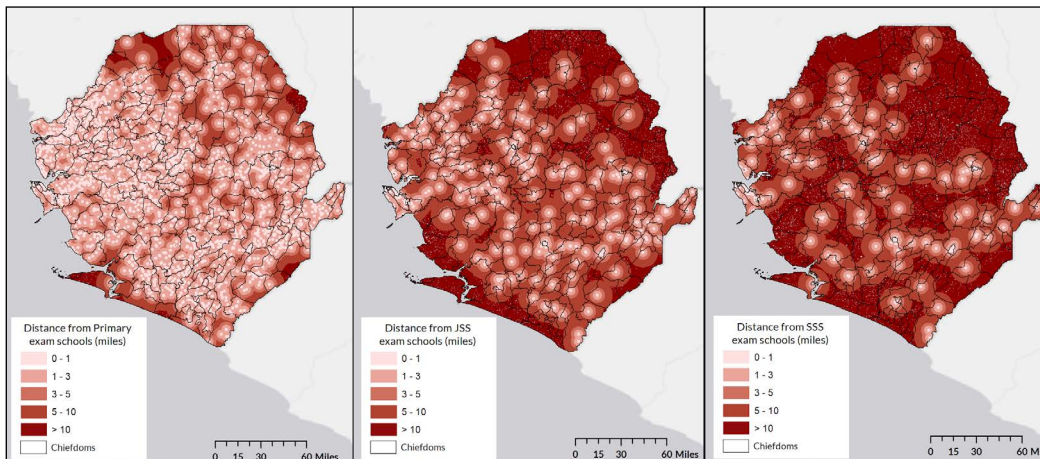 Distance from Primary
exam schools (miles)
0 - 1
1 - 3
3 - 5
5 - 10
> 10
Chiefdoms
0 15 30 60 Miles
Distance from JSS
exam schools (miles)
0 - 1
1 - 3
3 - 5
5 - 10
> 10
Chiefdoms
0 15 30 60 Miles
Distance from SSS
exam schools (miles)
0 - 1
1 - 3
3 - 5
5 - 10
> 10
Chiefdoms
0 15 30 60 Mil